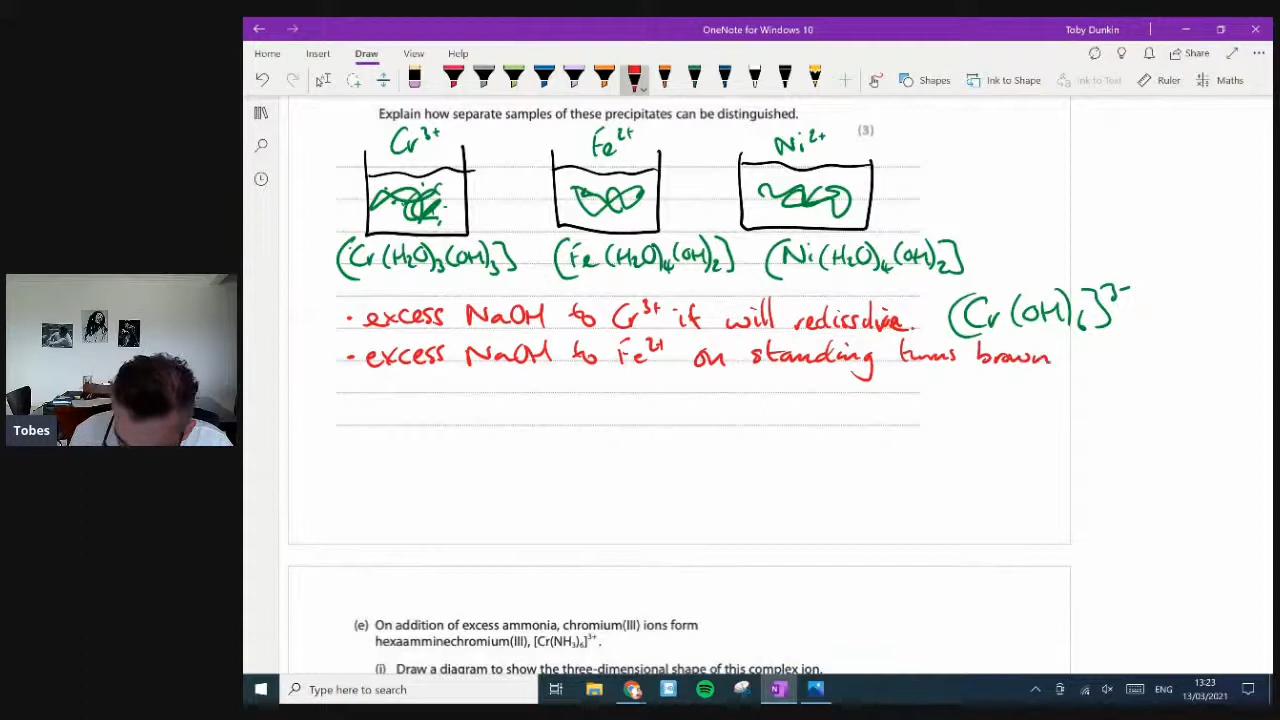 OneNote for Windows 10
Toby Dunkin
Home Insert Draw View Help
Share
Shapes Ink to Shape Ink to Text Ruler Maths
Explain how separate samples of these precipitates can be distinguished.
(3)
Cr³⁺ Fe²⁺ Ni²⁺
(Cr(H₂O)₃(OH)₃] (Fe(H₂O)₄(OH)₂] (Ni(H₂O)₄(OH)₂]
• excess NaOH to Cr³⁺ it will redissolve. (Cr(OH)₆]³⁻
• excess NaOH to Fe²⁺ on standing turns brown
Tobes
(e) On addition of excess ammonia, chromium(III) ions form
hexaamminechromium(III), [Cr(NH₃)₆]³⁺.
(i) Draw a diagram to show the three-dimensional shape of this complex ion.
Type here to search
ENG
13:23
13/03/2021